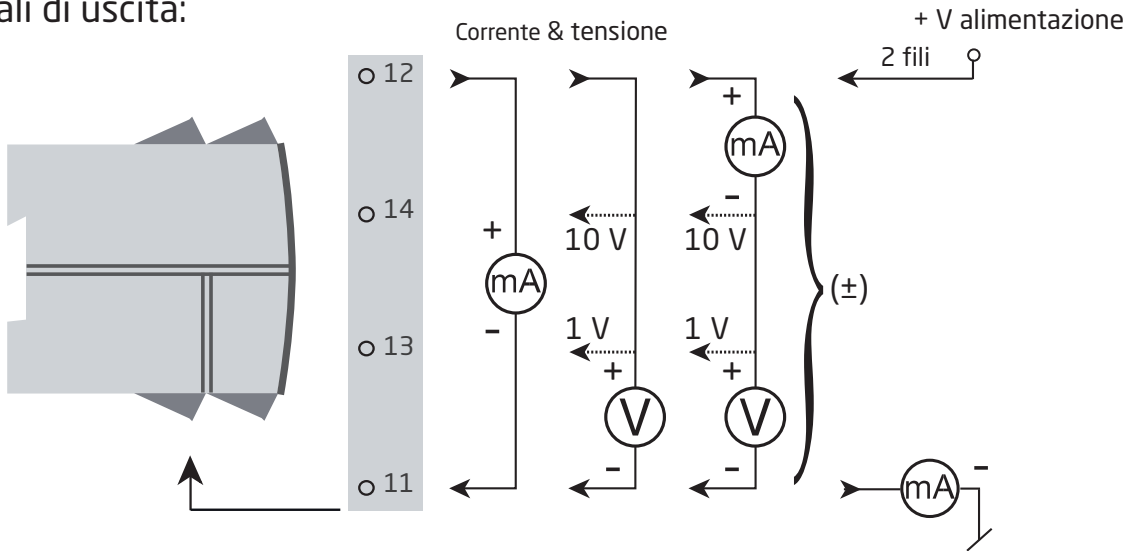 ali di uscita:
Corrente & tensione
+ V alimentazione
2 fili
12
14
13
11
+
mA
-
10 V
1 V
+
V
-
+
mA
-
10 V
1 V
+
V
-
(±)
mA
-